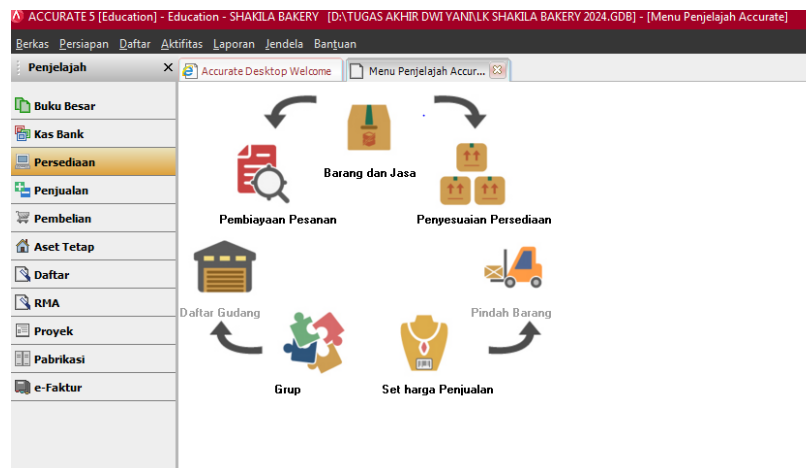 ACCURATE 5 [Education] - Education - SHAKILA BAKERY [D:\TUGAS AKHIR DWI YANI\LK SHAKILA BAKERY 2024.GDB] - [Menu Penjelajah Accurate]
Berkas Persiapan Daftar Aktifitas Laporan Jendela Bantuan
Penjelajah X
Accurate Desktop Welcome
Menu Penjelajah Accur...
Buku Besar
Kas Bank
Persediaan
Penjualan
Pembelian
Aset Tetap
Daftar
RMA
Proyek
Pabrikasi
e-Faktur
Barang dan Jasa
Pembiayaan Pesanan
Penyesuaian Persediaan
Daftar Gudang
Pindah Barang
Grup
Set harga Penjualan